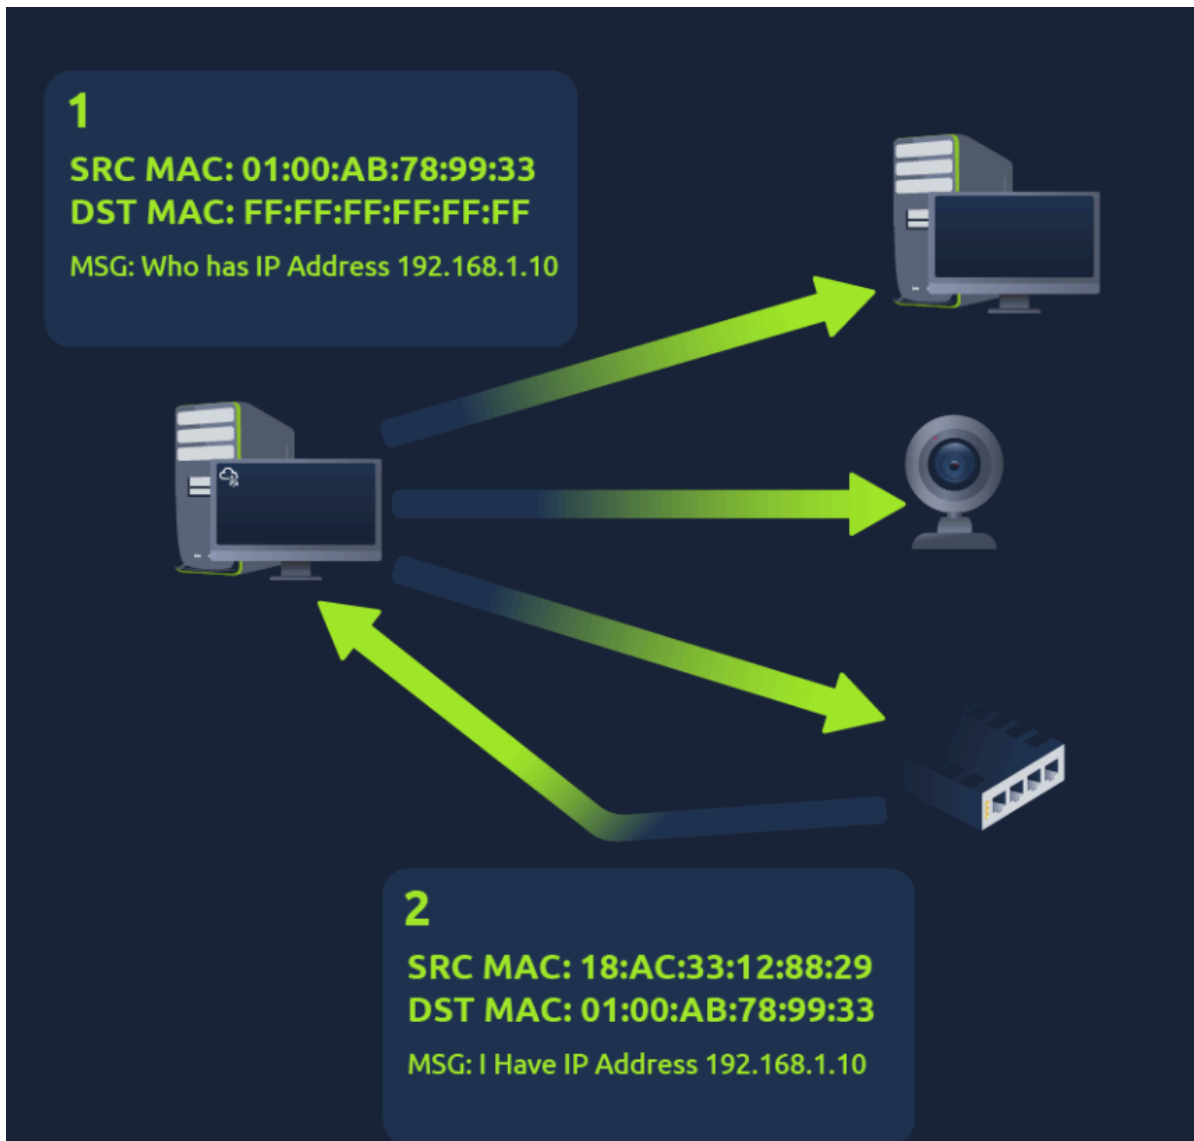 1
SRC MAC: 01:00:AB:78:99:33
DST MAC: FF:FF:FF:FF:FF:FF
MSG: Who has IP Address 192.168.1.10
2
SRC MAC: 18:AC:33:12:88:29
DST MAC: 01:00:AB:78:99:33
MSG: I Have IP Address 192.168.1.10